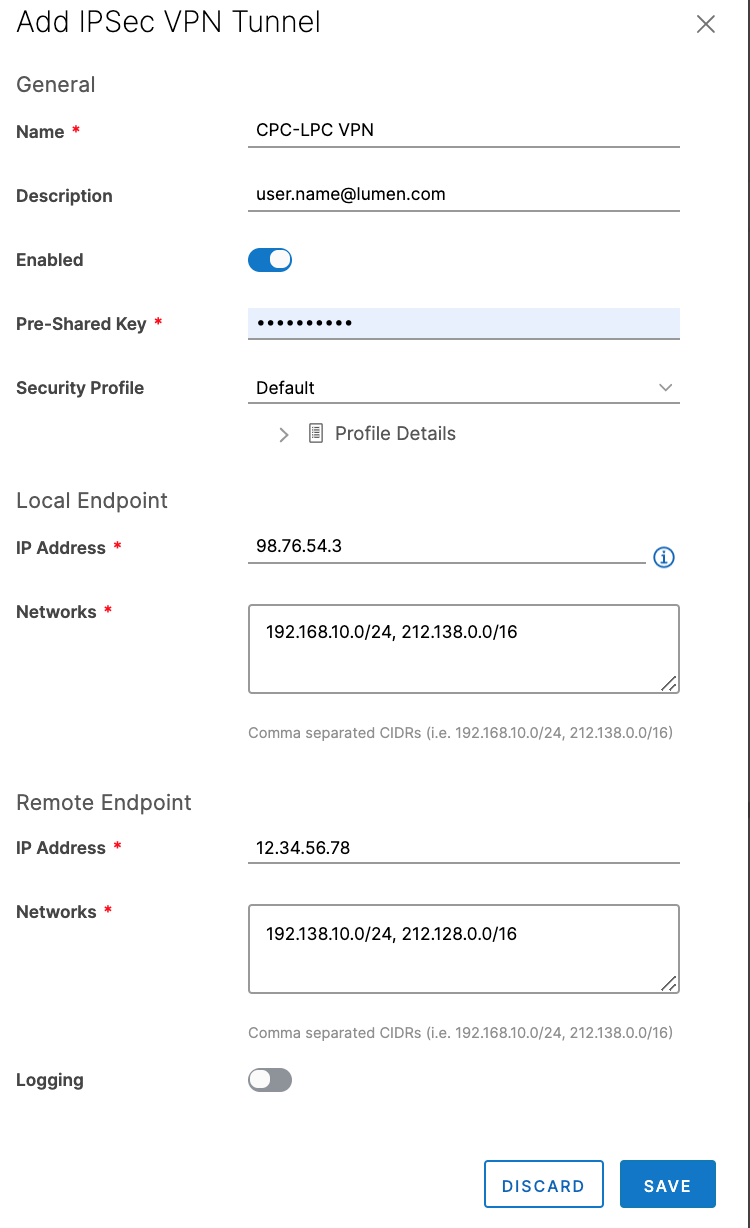 Add IPSec VPN Tunnel
General
Name *
CPC-LPC VPN
Description
user.name@lumen.com
Enabled
Pre-Shared Key *
••••••••••
Security Profile
Default
Profile Details
Local Endpoint
IP Address *
98.76.54.3
Networks *
192.168.10.0/24, 212.138.0.0/16
Comma separated CIDRs (i.e. 192.168.10.0/24, 212.138.0.0/16)
Remote Endpoint
IP Address *
12.34.56.78
Networks *
192.138.10.0/24, 212.128.0.0/16
Comma separated CIDRs (i.e. 192.168.10.0/24, 212.138.0.0/16)
Logging
DISCARD
SAVE